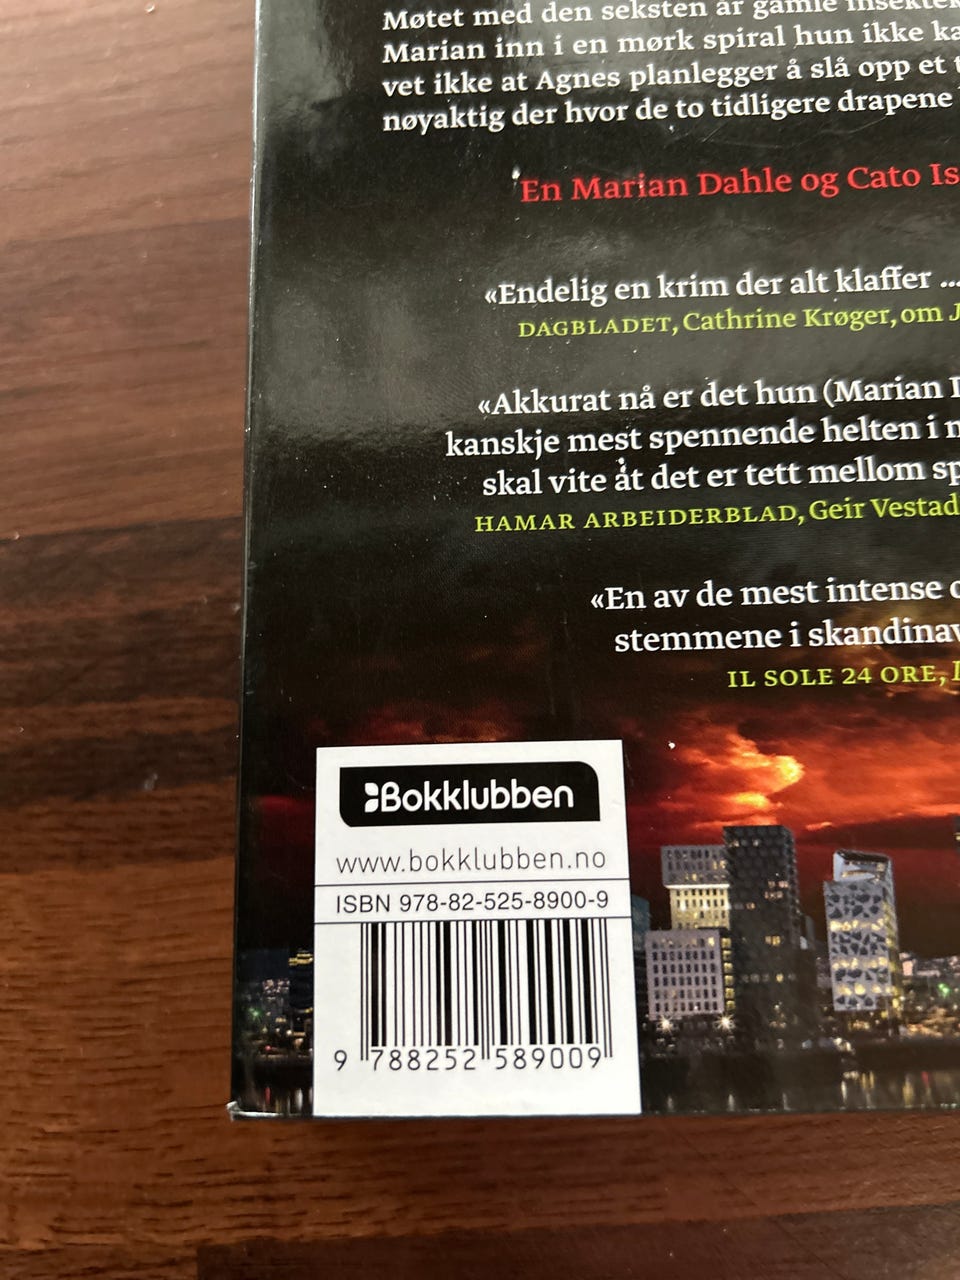 Møtet med den seksten år gamle
Marian inn i en mørk spiral hun ikke
vet ikke at Agnes planlegger å slå opp et
nøyaktig der hvor de to tidligere drapene
En Marian Dahle og Cato Is
«Endelig en krim der alt klaffer ...
DAGBLADET, Cathrine Krøger, om
«Akkurat nå er det hun (Marian
kanskje mest spennende helten i
skal vite åt det er tett mellom sp
HAMAR ARBEIDERBLAD, Geir Vestad
«En av de mest intense
stemmene i skandinav
IL SOLE 24 ORE,
Bokklubben
www.bokklubben.no
ISBN 978-82-525-8900-9
9 788252 589009